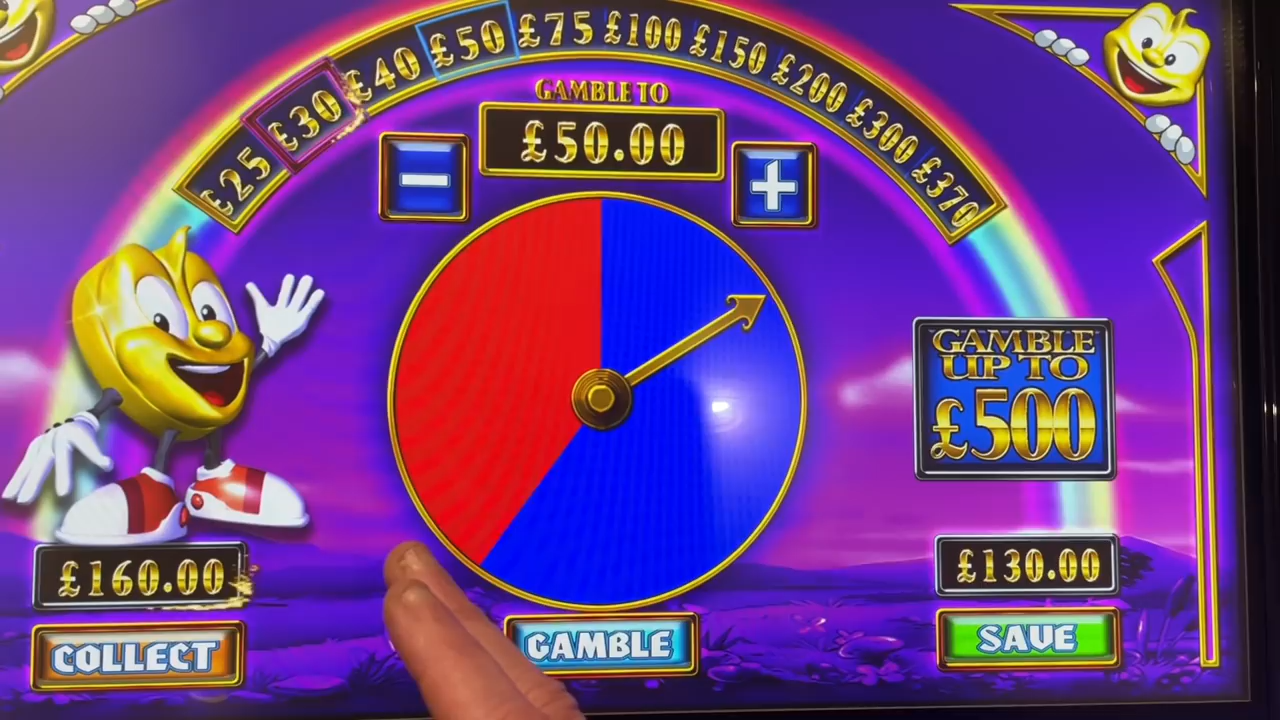 £25 £30 £40 £50 £75 £100 £150 £200 £300 £370
GAMBLE TO
£50.00
−
+
GAMBLE
UP TO
£500
£160.00
£130.00
COLLECT
GAMBLE
SAVE